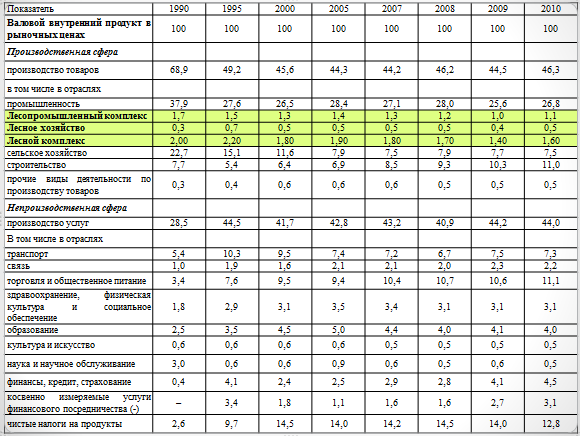 Показатель 1990 1995 2000 2005 2007 2008 2009 2010
Валовой внутренний продукт в
рыночных ценах 100 100 100 100 100 100 100 100
Производственная сфера
производство товаров 68,9 49,2 45,6 44,3 44,2 46,2 44,5 46,3
в том числе в отраслях
промышленность 37,9 27,6 26,5 28,4 27,1 28,0 25,6 26,8
Лесопромышленный комплекс 1,7 1,5 1,3 1,4 1,3 1,2 1,0 1,1
Лесное хозяйство 0,3 0,7 0,5 0,5 0,5 0,5 0,4 0,5
Лесной комплекс 2,00 2,20 1,80 1,90 1,80 1,70 1,40 1,60
сельское хозяйство 22,7 15,1 11,6 7,9 7,5 7,9 7,7 7,5
строительство 7,7 5,4 6,4 6,9 8,5 9,3 10,3 11,0
прочие виды деятельности по
производству товаров 0,3 0,4 0,6 0,6 0,6 0,5 0,5 0,5
Непроизводственная сфера
производство услуг 28,5 44,5 41,7 42,8 43,2 40,9 44,2 44,0
В том числе в отраслях
транспорт 5,4 10,3 9,5 7,4 7,2 6,7 7,5 7,3
связь 1,0 1,9 1,6 2,1 2,1 2,0 2,3 2,2
торговля и общественное питание 3,4 7,6 9,5 9,4 10,4 10,7 10,6 11,1
здравоохранение, физическая
культура и социальное
обеспечение 1,8 2,9 3,1 3,5 3,4 3,1 3,1 3,1
образование 2,5 3,5 4,5 5,0 4,4 4,0 4,1 4,0
культура и искусство 0,6 0,6 0,6 0,6 0,5 0,5 0,5 0,5
наука и научное обслуживание 3,0 0,6 0,6 0,9 0,6 0,5 0,6 0,5
финансы, кредит, страхование 0,4 4,1 2,4 2,5 2,9 2,8 4,1 4,5
косвенно измеряемые услуги
финансового посредничества (-) – 3,4 1,8 1,1 1,6 1,6 2,7 3,1
чистые налоги на продукты 2,6 9,7 14,5 14,0 14,2 14,5 14,0 12,8